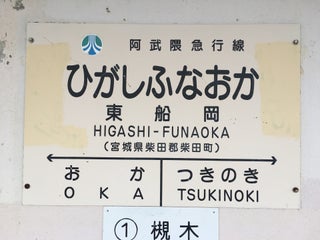 阿武隈急行線
ひがしふなおか
東船岡
HIGASHI-FUNAOKA
(宮城県柴田郡柴田町)
おか つきのき
OKA TSUKINOKI
① 槻木